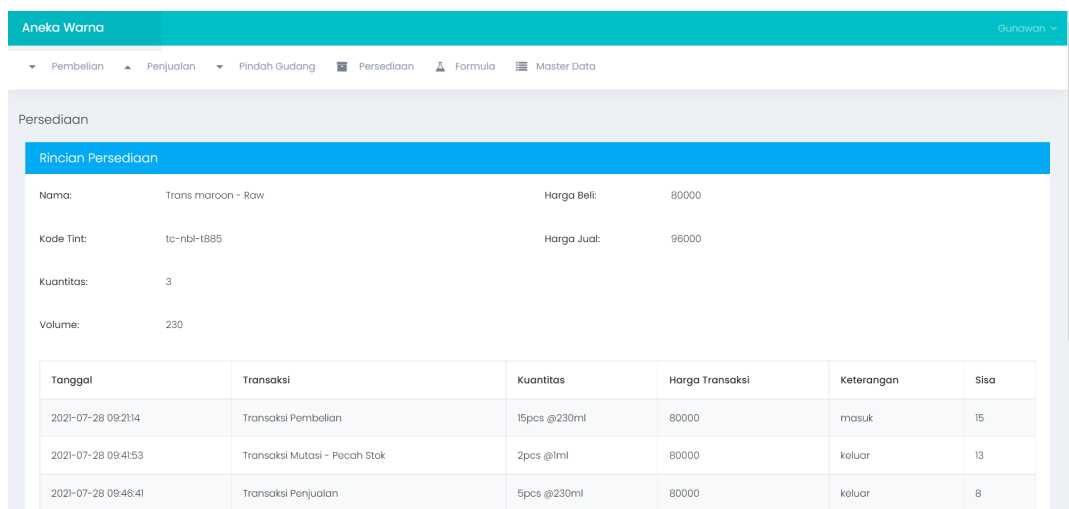 Aneka Warna Gunawan
Pembelian Penjualan Pindah Gudang Persediaan Formula Master Data
Persediaan
Rincian Persediaan
Nama: Trans maroon - Raw Harga Beli: 80000
Kode Tint: tc-nbl-t885 Harga Jual: 96000
Kuantitas: 3
Volume: 230
Tanggal Transaksi Kuantitas Harga Transaksi Keterangan Sisa
2021-07-28 09:21:14 Transaksi Pembelian 15pcs @230ml 80000 masuk 15
2021-07-28 09:41:53 Transaksi Mutasi - Pecah Stok 2pcs @1ml 80000 keluar 13
2021-07-28 09:46:41 Transaksi Penjualan 5pcs @230ml 80000 keluar 8